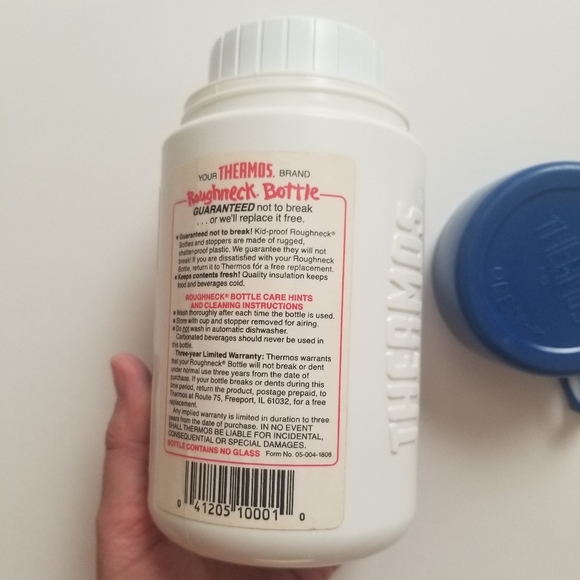 YOUR THERMOS® BRAND
Roughneck® Bottle
GUARANTEED not to break
. . . or we'll replace it free.
★ Guaranteed not to break! Kid-proof Roughneck®
Bottles and stoppers are made of rugged,
shatter-proof plastic. We guarantee they will not
break! If you are dissatisfied with your Roughneck
Bottle, return it to Thermos for a free replacement.
★ Keeps contents fresh! Quality insulation keeps
food and beverages cold.
ROUGHNECK® BOTTLE CARE HINTS
AND CLEANING INSTRUCTIONS
★ Wash thoroughly after each time the bottle is used.
★ Store with cup and stopper removed for airing.
★ Do not wash in automatic dishwasher.
Carbonated beverages should never be used in
this bottle.
Three-year Limited Warranty: Thermos warrants
that your Roughneck® Bottle will not break or dent
under normal use three years from the date of
purchase. If your bottle breaks or dents during this
time period, return the product, postage prepaid, to
Thermos at Route 75, Freeport, IL 61032, for a free
replacement.
Any implied warranty is limited in duration to three
years from the date of purchase. IN NO EVENT
SHALL THERMOS BE LIABLE FOR INCIDENTAL,
CONSEQUENTIAL OR SPECIAL DAMAGES.
BOTTLE CONTAINS NO GLASS Form No. 05-004-1808
0 41205 10001 0
THERMOS